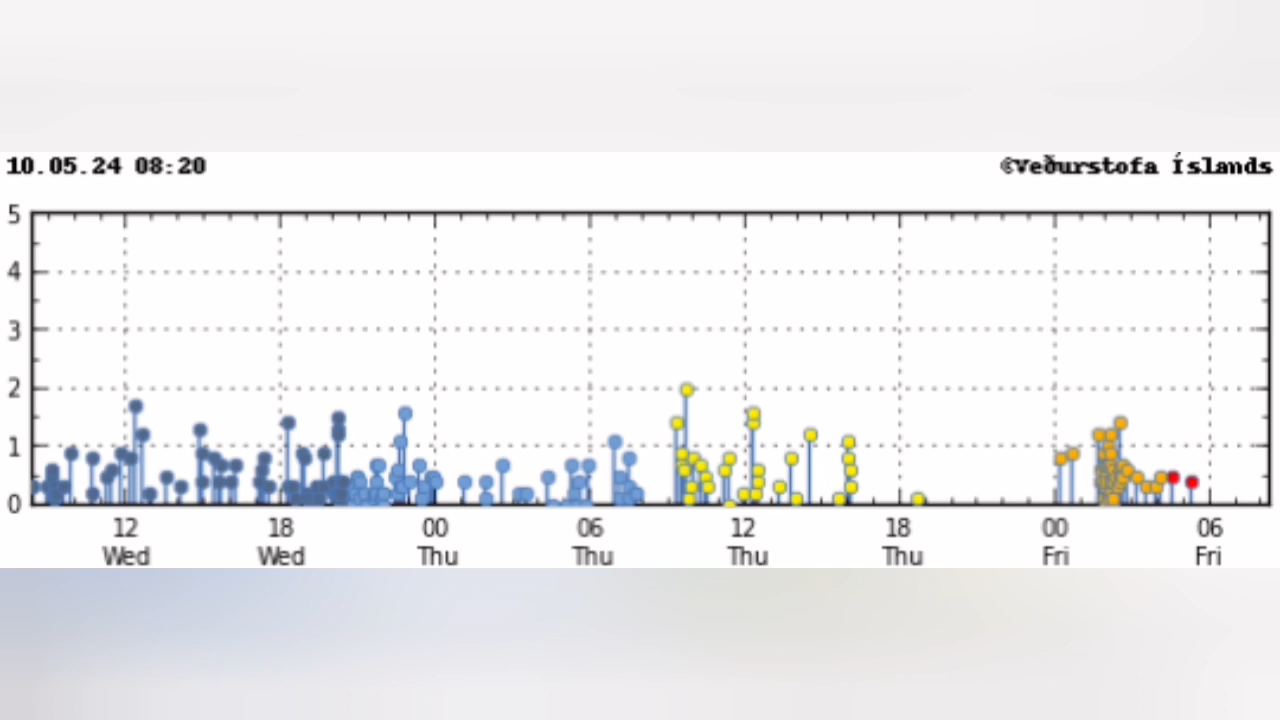 10.05.24 08:20 ©Veðurstofa Íslands
5
4
3
2
1
0
12 18 00 06 12 18 00 06
Wed Wed Thu Thu Thu Thu Fri Fri